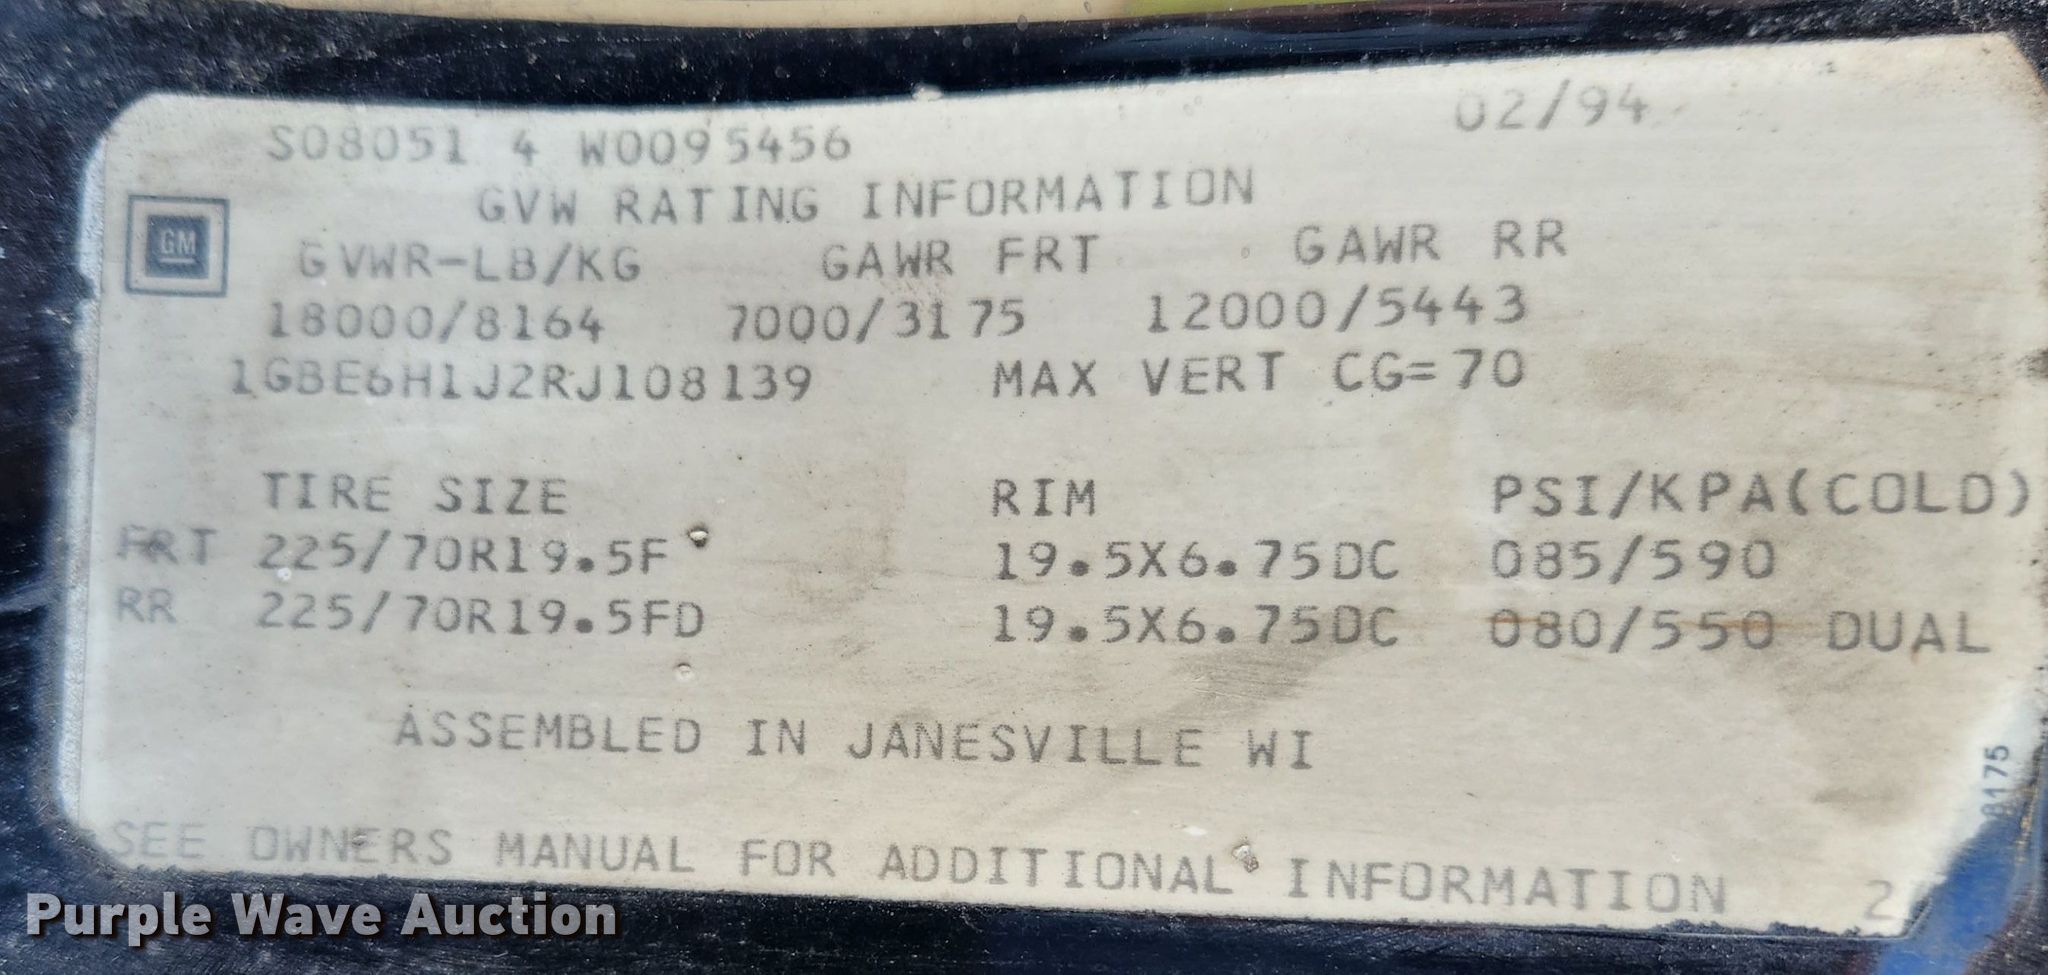 S08051 4 W0095456 02/94
GVW RATING INFORMATION
GM
GVWR-LB/KG GAWR FRT GAWR RR
18000/8164 7000/3175 12000/5443
1GBE6H1J2RJ108139 MAX VERT CG=70
TIRE SIZE RIM PSI/KPA(COLD)
FRT 225/70R19.5F 19.5X6.75DC 085/590
RR 225/70R19.5FD 19.5X6.75DC 080/550 DUAL
ASSEMBLED IN JANESVILLE WI
8175
SEE OWNERS MANUAL FOR ADDITIONAL INFORMATION
Purple Wave Auction